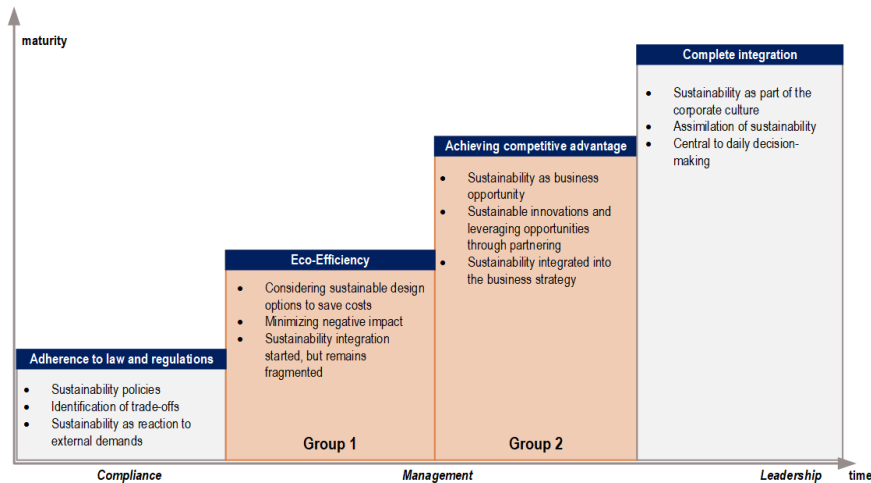 maturity
Complete integration
• Sustainability as part of the
corporate culture
• Assimilation of sustainability
• Central to daily decision-
making
Achieving competitive advantage
• Sustainability as business
opportunity
• Sustainable innovations and
leveraging opportunities
through partnering
• Sustainability integrated into
the business strategy
Eco-Efficiency
• Considering sustainable design
options to save costs
• Minimizing negative impact
• Sustainability integration
started, but remains
fragmented
Adherence to law and regulations
• Sustainability policies
• Identification of trade-offs
• Sustainability as reaction to
external demands
Group 1
Group 2
Compliance
Management
Leadership
time